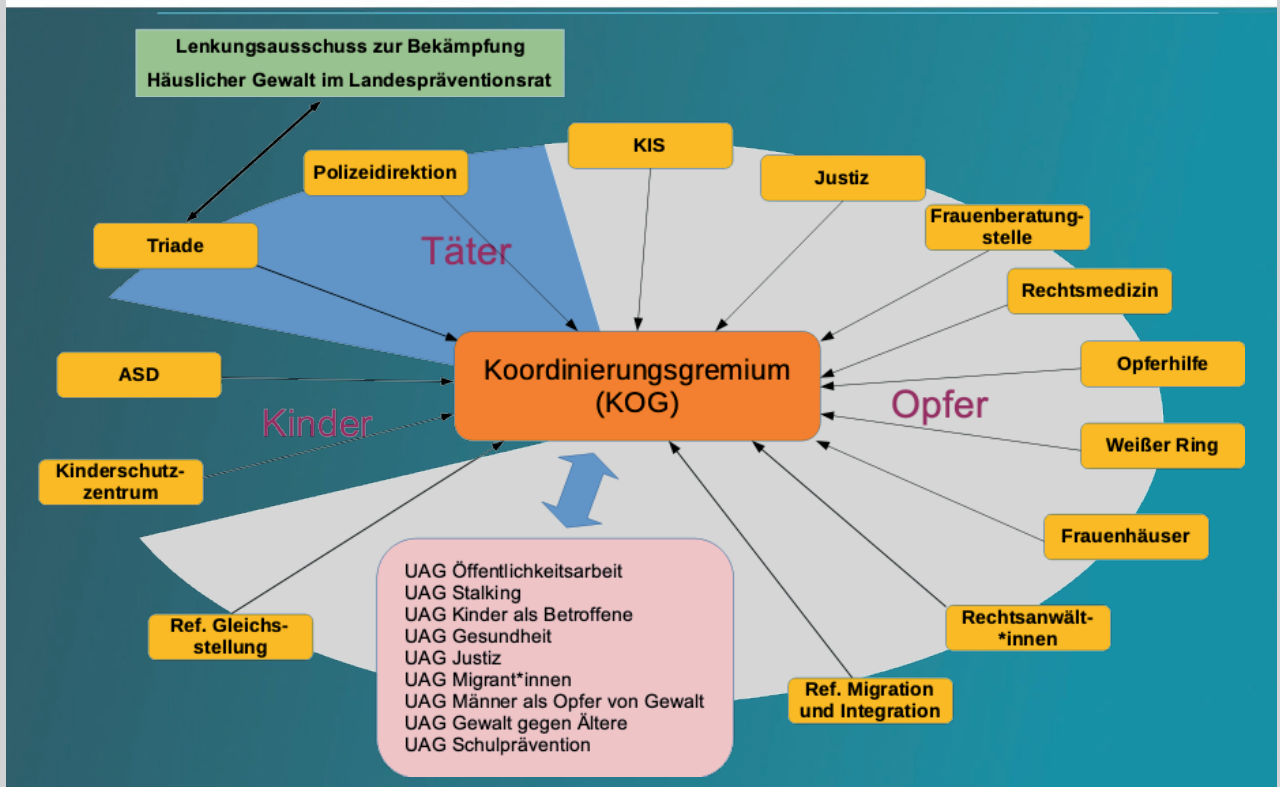 Lenkungsausschuss zur Bekämpfung
Häuslicher Gewalt im Landespräventionsrat
KIS
Polizeidirektion
Justiz
Frauenberatung-
stelle
Triade
Täter
Rechtsmedizin
Koordinierungsgremium
(KOG)
Opferhilfe
ASD
Opfer
Kinder
Weißer Ring
Kinderschutz-
zentrum
Frauenhäuser
UAG Öffentlichkeitsarbeit
UAG Stalking
UAG Kinder als Betroffene
UAG Gesundheit
UAG Justiz
UAG Migrant*innen
UAG Männer als Opfer von Gewalt
UAG Gewalt gegen Ältere
UAG Schulprävention
Ref. Gleichs-
stellung
Rechtsanwält-
*innen
Ref. Migration
und Integration